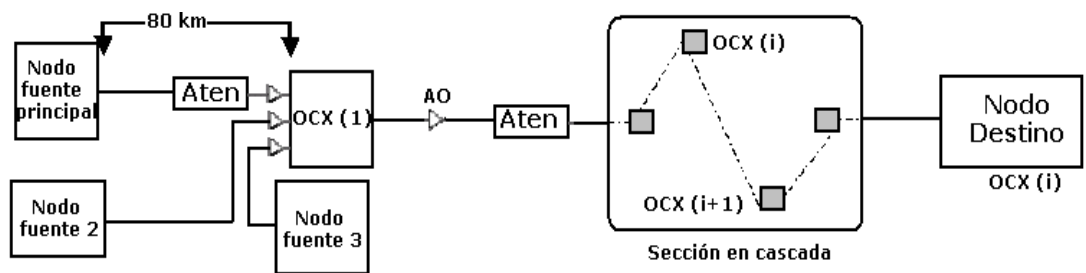 80 km
Nodo
fuente
principal
Aten
OCX (1)
AO
Aten
OCX (i)
OCX (i+1)
Sección en cascada
Nodo
Destino
OCX (i)
Nodo
fuente 2
Nodo
fuente 3